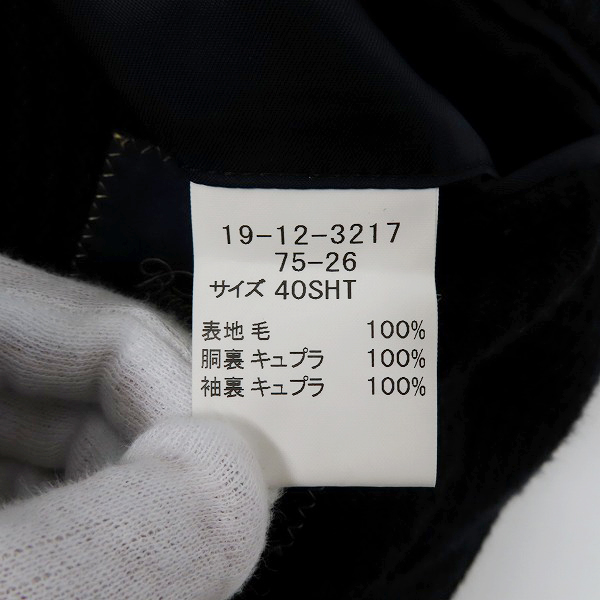 19-12-3217
75-26
サイズ 40SHT
表地 毛 100%
胴裏 キュプラ 100%
袖裏 キュプラ 100%